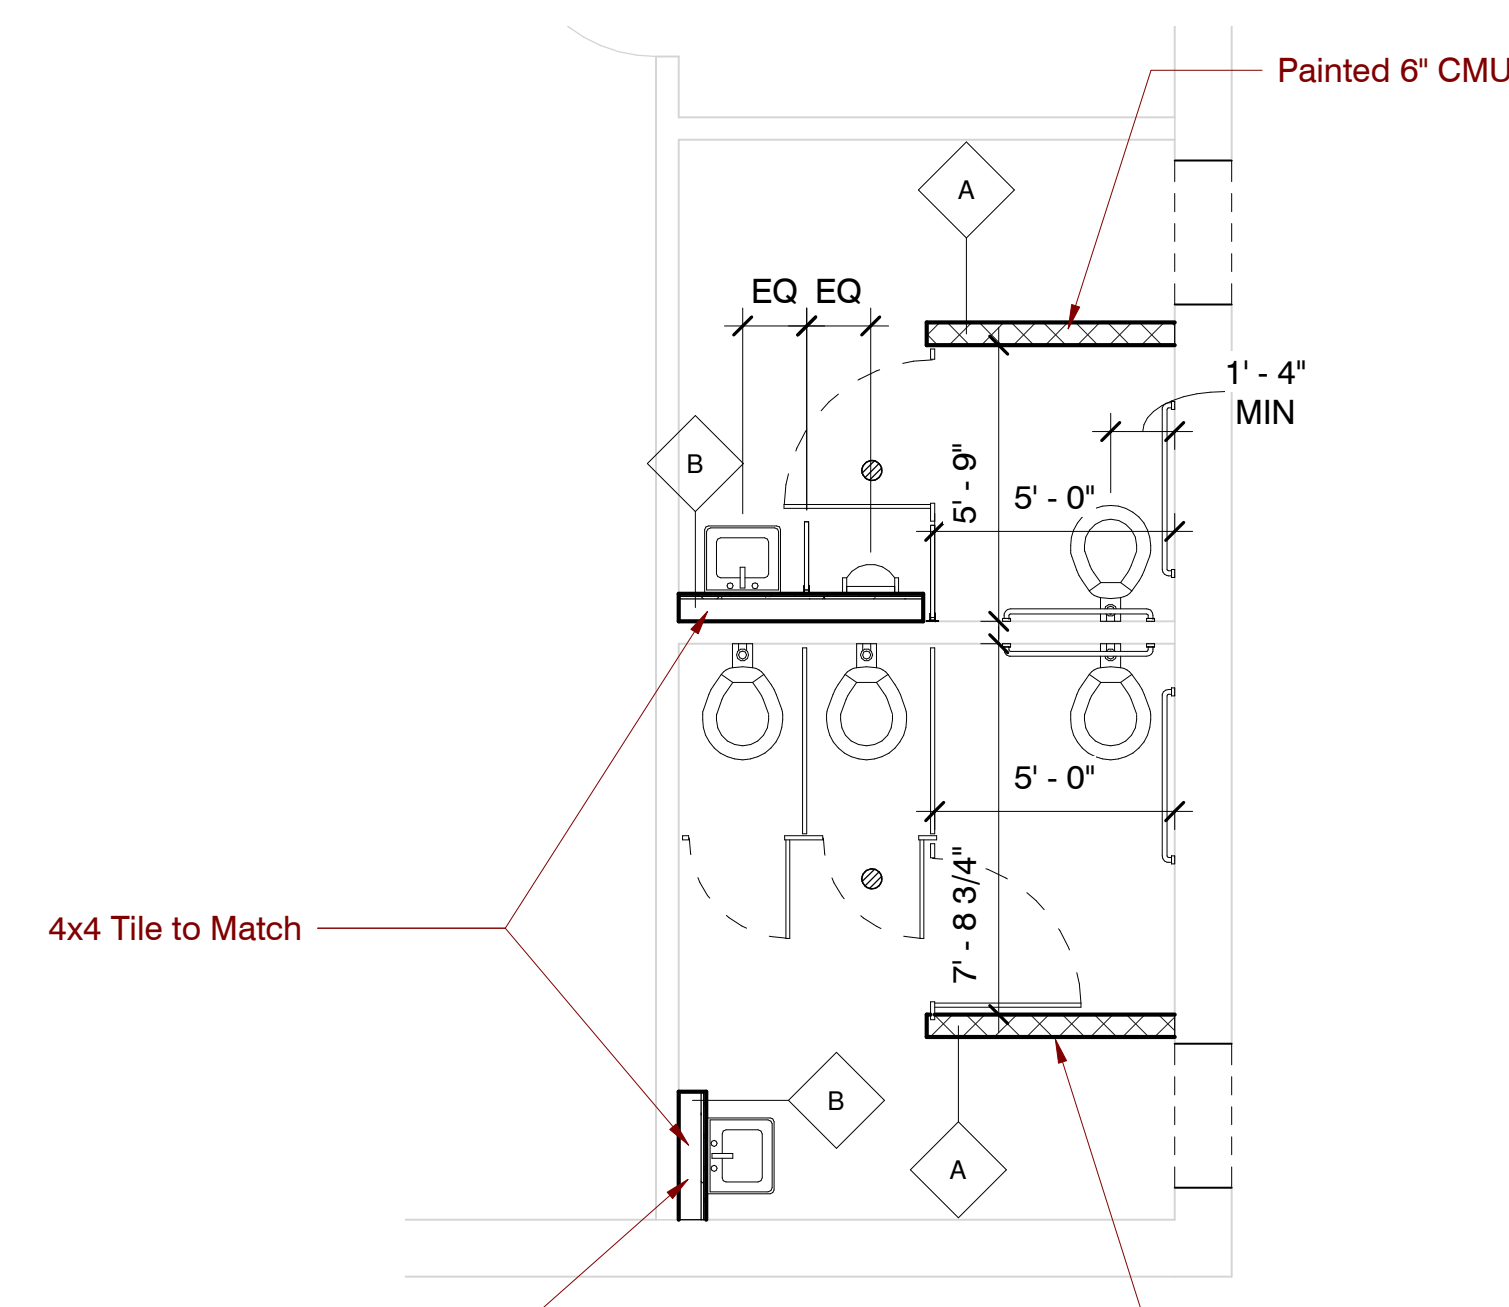 Painted 6" CMU
A
EQ EQ
1' - 4"
MIN
B
5' - 9"
5' - 0"
5' - 0"
7' - 8 3/4"
4x4 Tile to Match
B
A